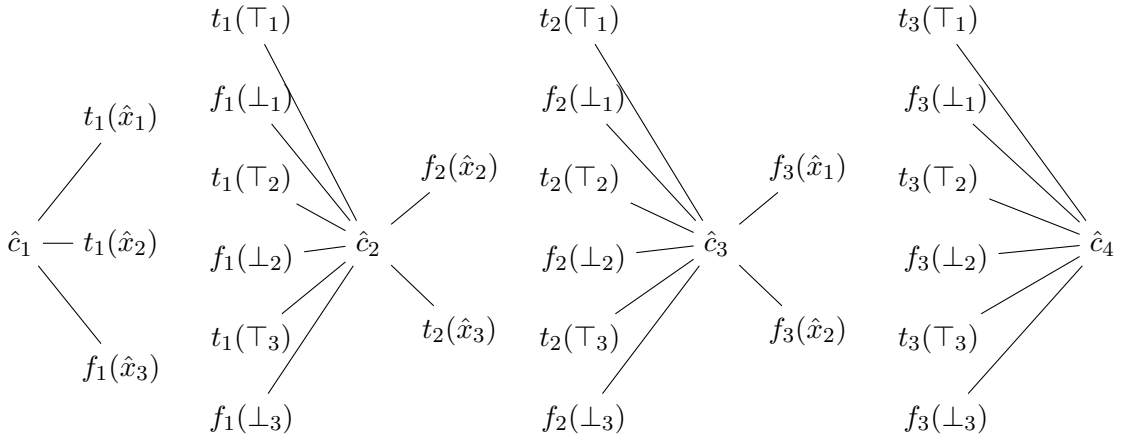 t₁(⊤₁) t₂(⊤₁) t₃(⊤₁)
t₁(x̂₁) f₁(⊥₁) f₂(⊥₁) f₃(⊥₁)
t₁(⊤₂) f₂(x̂₂) t₂(⊤₂) f₃(x̂₁) t₃(⊤₂)
ĉ₁ t₁(x̂₂) f₁(⊥₂) ĉ₂ f₂(⊥₂) ĉ₃ f₃(⊥₂) ĉ₄
t₁(⊤₃) t₂(x̂₃) t₂(⊤₃) f₃(x̂₂) t₃(⊤₃)
f₁(x̂₃)
f₁(⊥₃) f₂(⊥₃) f₃(⊥₃)